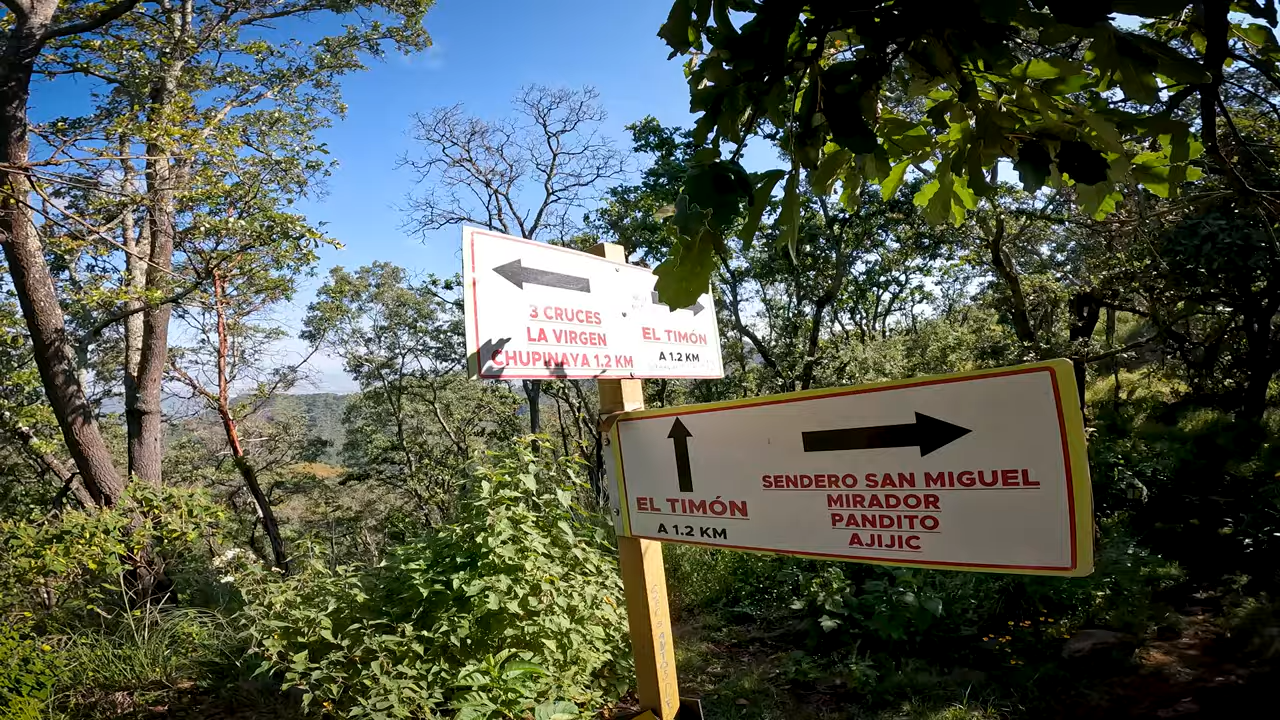 3 CRUCES
LA VIRGEN
CHUPINAYA 1.2 KM
EL TIMÓN
A 1.2 KM
EL TIMÓN
A 1.2 KM
SENDERO SAN MIGUEL
MIRADOR
PANDITO
AJIJIC